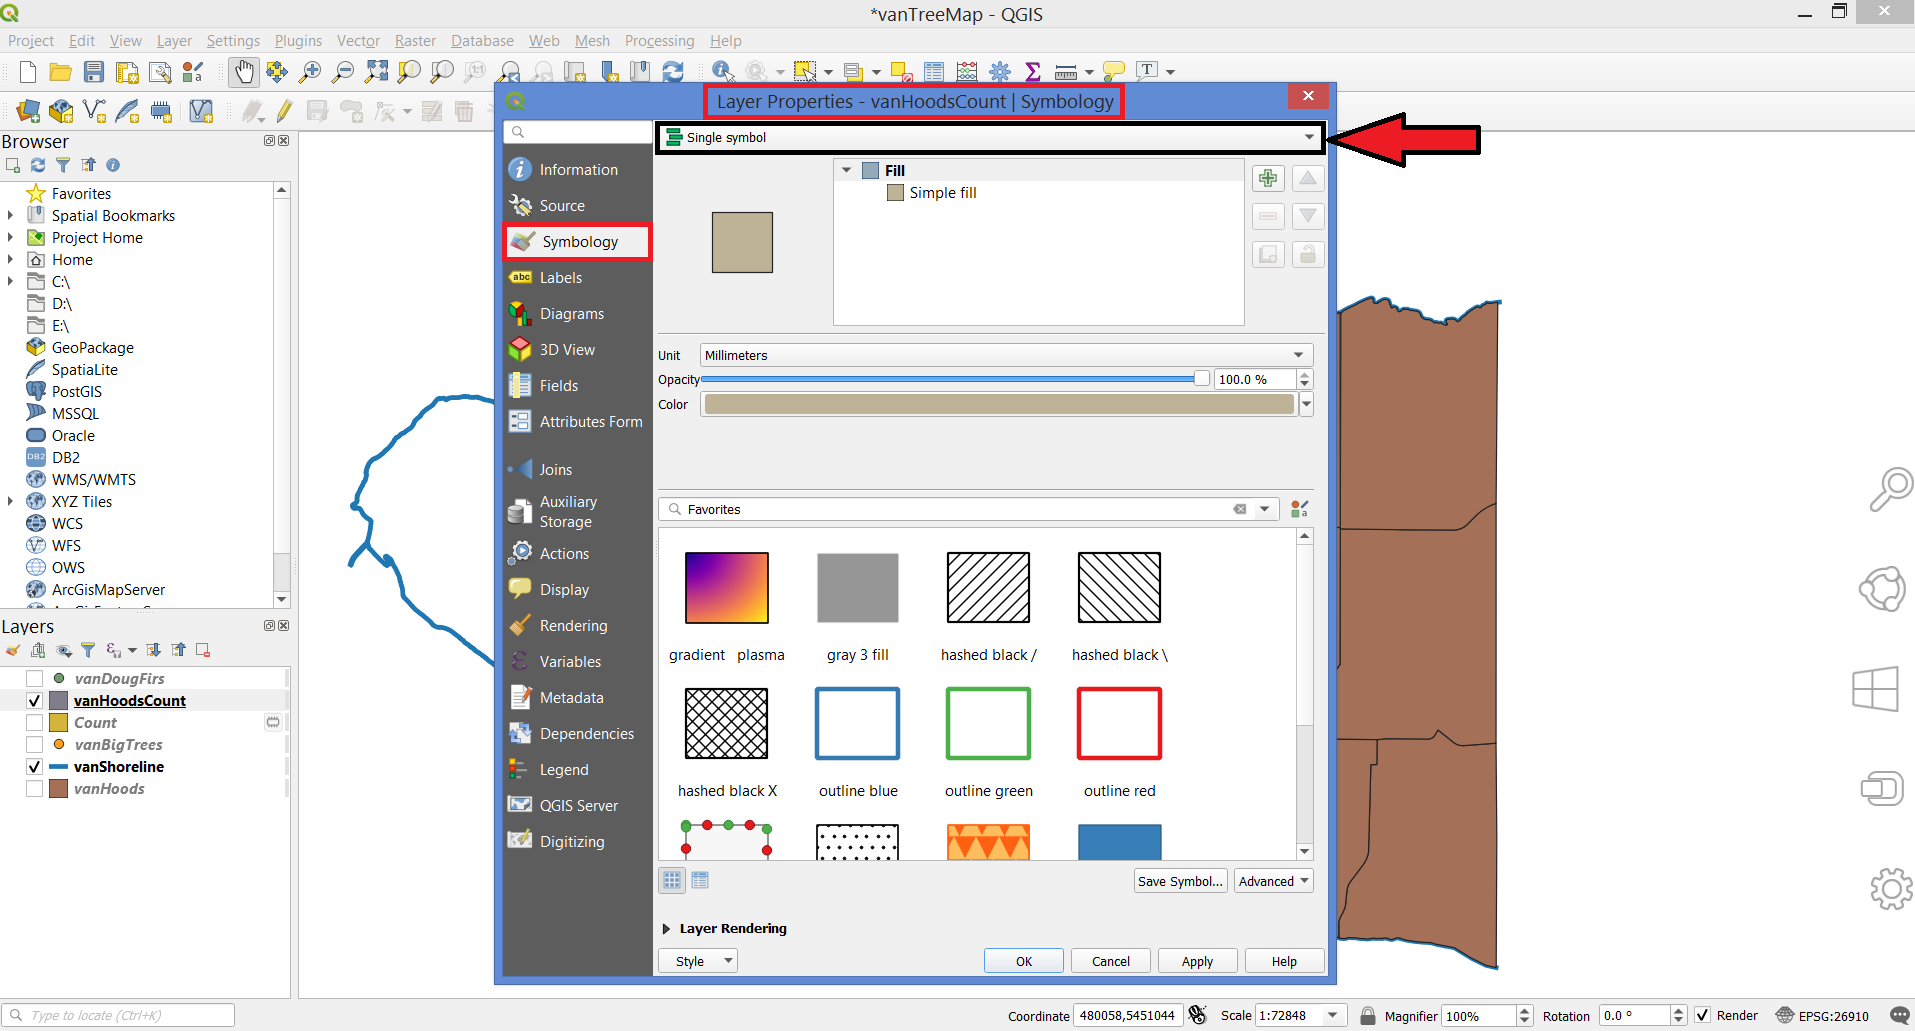 *vanTreeMap - QGIS
Project Edit View Layer Settings Plugins Vector Raster Database Web Mesh Processing Help
Layer Properties - vanHoodsCount | Symbology
Browser
Favorites
Spatial Bookmarks
Project Home
Home
C:\
D:\
E:\
GeoPackage
SpatiaLite
PostGIS
MSSQL
Oracle
DB2
WMS/WMTS
XYZ Tiles
WCS
WFS
OWS
ArcGisMapServer
Layers
vanDougFirs
vanHoodsCount
Count
vanBigTrees
vanShoreline
vanHoods
Information
Source
Symbology
Labels
Diagrams
3D View
Fields
Attributes Form
Joins
Auxiliary
Storage
Actions
Display
Rendering
Variables
Metadata
Dependencies
Legend
QGIS Server
Digitizing
Single symbol
Fill
Simple fill
Unit Millimeters
Opacity 100.0 %
Color
Favorites
gradient plasma
gray 3 fill
hashed black /
hashed black \
hashed black X
outline blue
outline green
outline red
Save Symbol... Advanced
Layer Rendering
Style OK Cancel Apply Help
Type to locate (Ctrl+K) Coordinate 480058,5451044 Scale 1:72848 Magnifier 100% Rotation 0.0 ° Render EPSG:26910